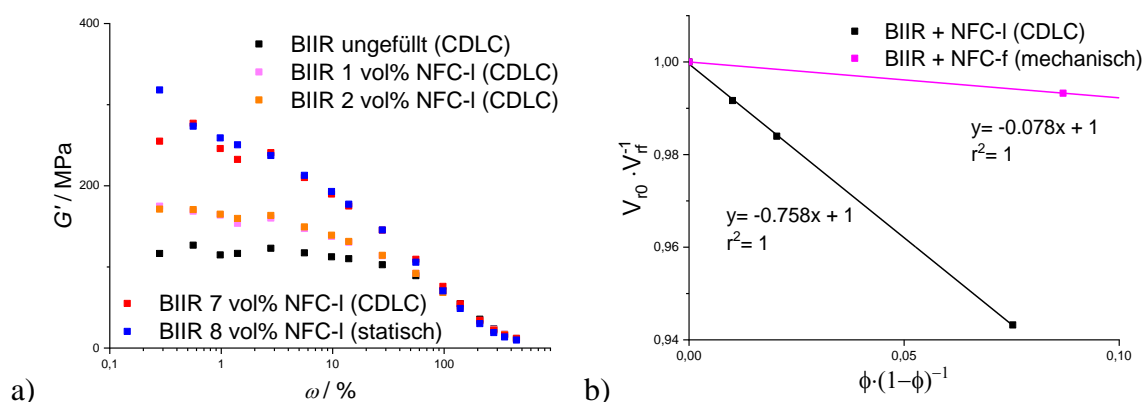 400
300
200
100
0
G' / MPa
BIIR ungefüllt (CDLC)
BIIR 1 vol% NFC-l (CDLC)
BIIR 2 vol% NFC-l (CDLC)
BIIR 7 vol% NFC-l (CDLC)
BIIR 8 vol% NFC-l (statisch)
0,1 1 10 100
ω / %
a)
BIIR + NFC-l (CDLC)
BIIR + NFC-f (mechanisch)
1,00
0,98
0,96
0,94
V_r0 · V_rf^-1
y= -0.078x + 1
r²= 1
y= -0.758x + 1
r²= 1
0,00 0,05 0,10
ϕ·(1−ϕ)⁻¹
b)